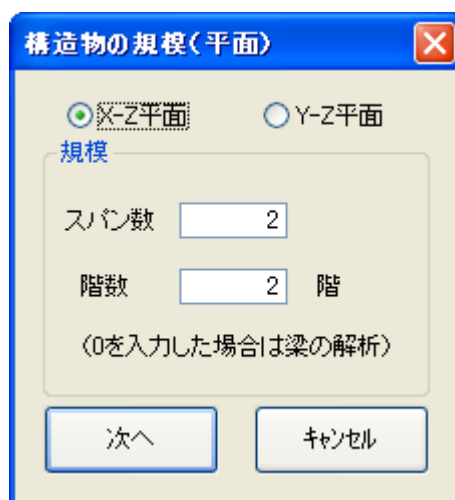 構造物の規模(平面)
X-Z平面 Y-Z平面
規模
スパン数 2
階数 2 階
(0を入力した場合は梁の解析)
次へ ｷｬﾝｾﾙ